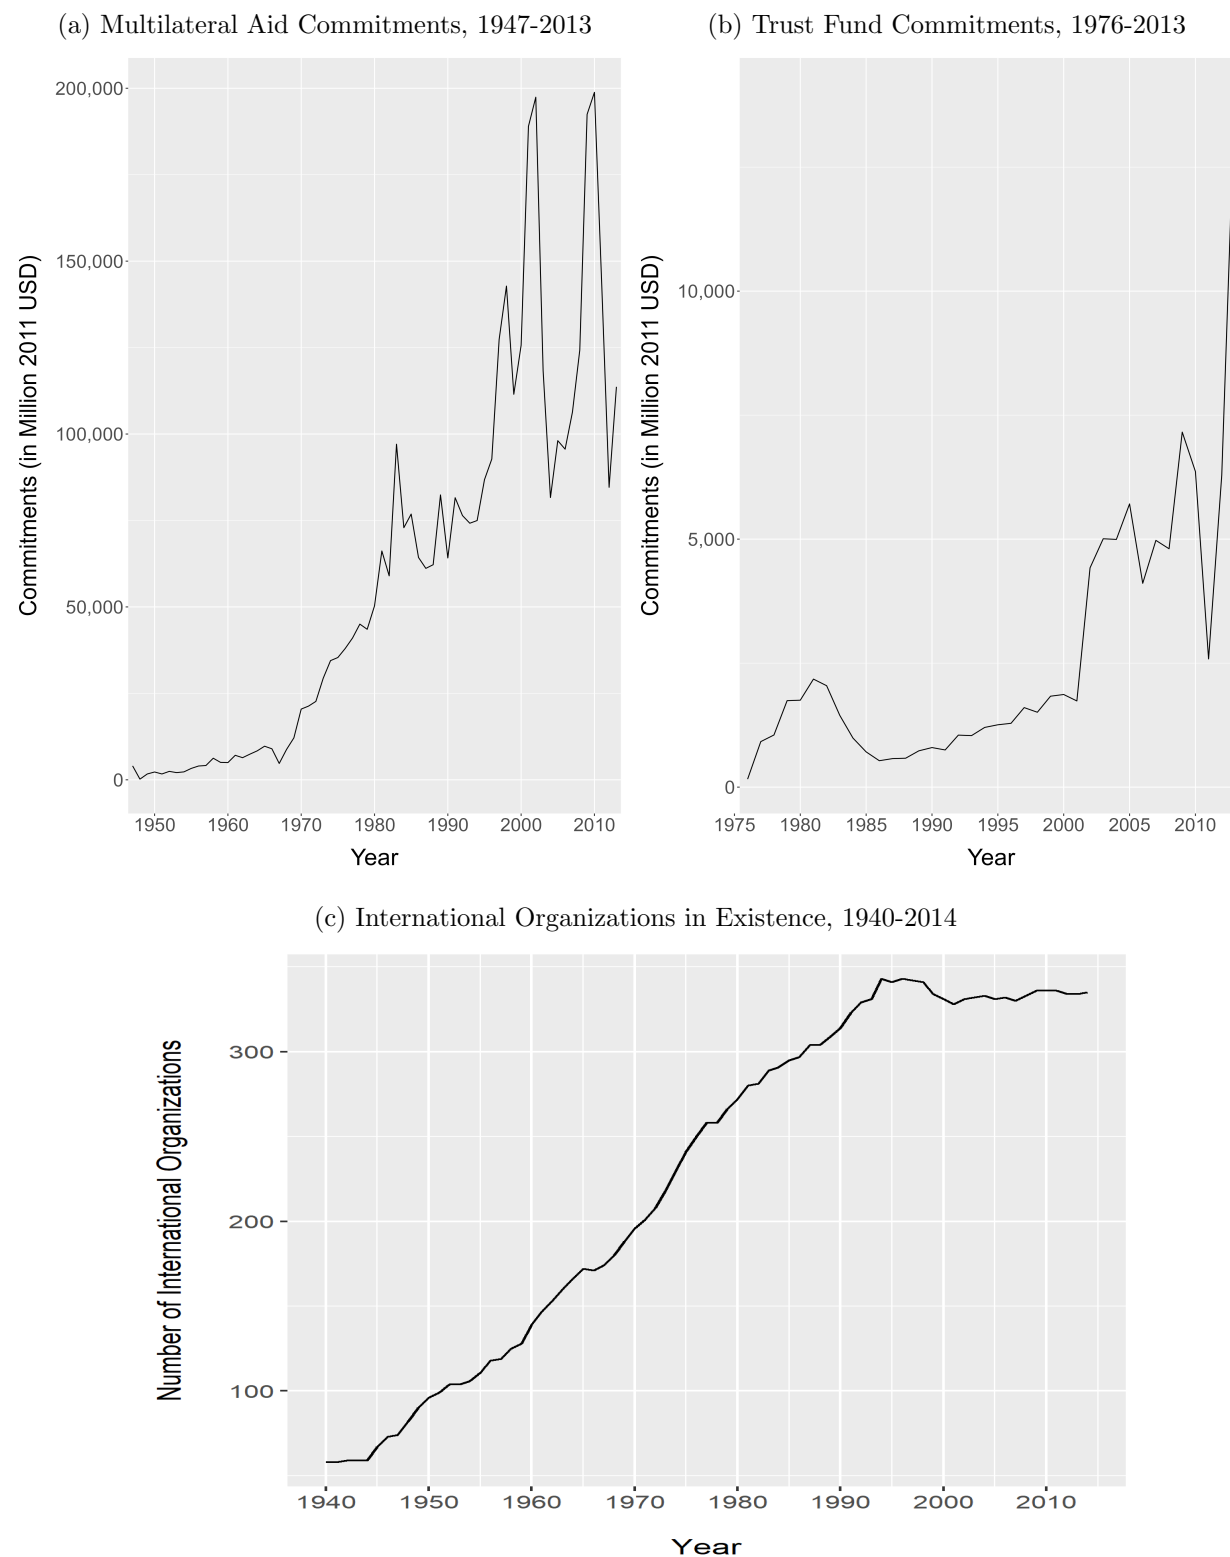 (a) Multilateral Aid Commitments, 1947-2013
(b) Trust Fund Commitments, 1976-2013
Commitments (in Million 2011 USD)
200,000
150,000
100,000
50,000
0
1950 1960 1970 1980 1990 2000 2010
Year
Commitments (in Million 2011 USD)
10,000
5,000
0
1975 1980 1985 1990 1995 2000 2005 2010
Year
(c) International Organizations in Existence, 1940-2014
Number of International Organizations
300
200
100
1940 1950 1960 1970 1980 1990 2000 2010
Year